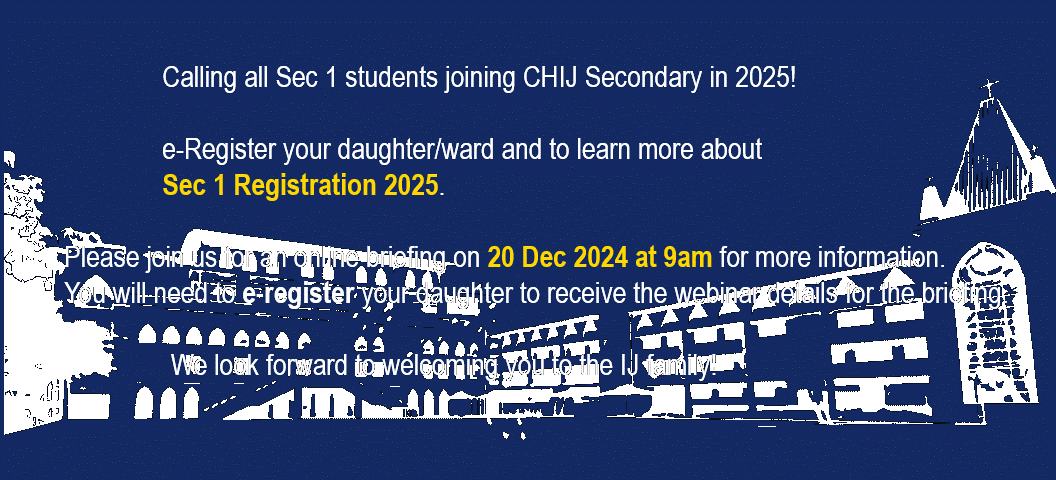 Calling all Sec 1 students joining CHIJ Secondary in 2025!
e-Register your daughter/ward and to learn more about
Sec 1 Registration 2025.
Please join us for an online briefing on 20 Dec 2024 at 9am for more information.
You will need to e-register your daughter to receive the webinar details for the briefing.
We look forward to welcoming you to the IJ family!